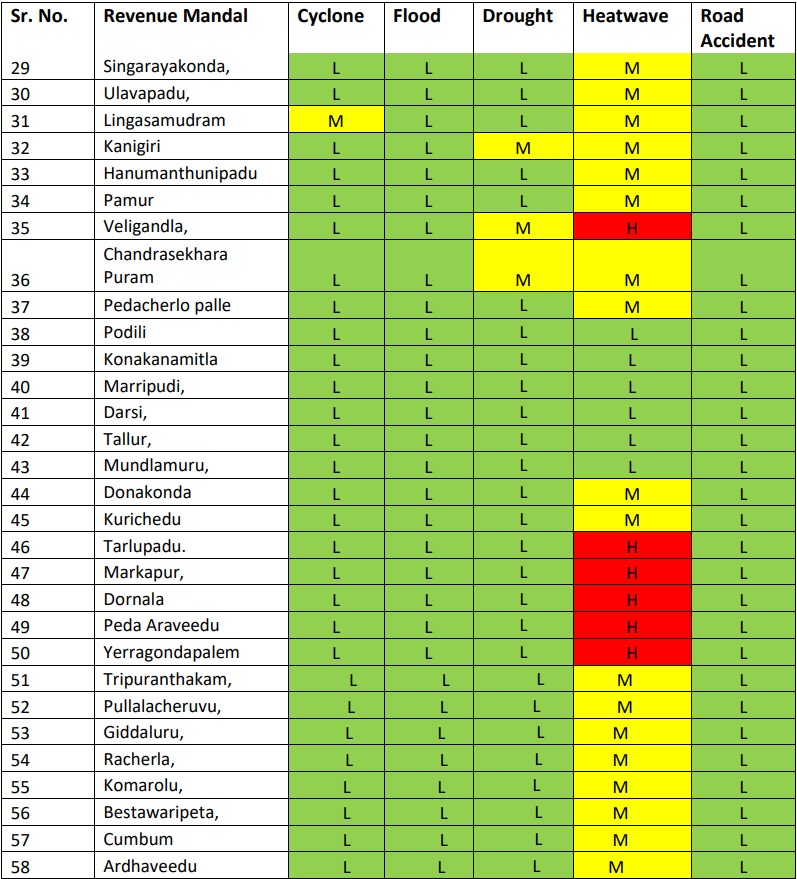 Sr. No. Revenue Mandal Cyclone Flood Drought Heatwave Road
Accident
29 Singarayakonda, L L L M L
30 Ulavapadu, L L L M L
31 Lingasamudram M L L M L
32 Kanigiri L L M M L
33 Hanumanthunipadu L L L M L
34 Pamur L L L M L
35 Veligandla, L L M H L
Chandrasekhara
36 Puram L L M M L
37 Pedacherlo palle L L L M L
38 Podili L L L L L
39 Konakanamitla L L L L L
40 Marripudi, L L L L L
41 Darsi, L L L L L
42 Tallur, L L L L L
43 Mundlamuru, L L L L L
44 Donakonda L L L M L
45 Kurichedu L L L M L
46 Tarlupadu. L L L H L
47 Markapur, L L L H L
48 Dornala L L L H L
49 Peda Araveedu L L L H L
50 Yerragondapalem L L L H L
51 Tripuranthakam, L L L M L
52 Pullalacheruvu, L L L M L
53 Giddaluru, L L L M L
54 Racherla, L L L M L
55 Komarolu, L L L M L
56 Bestawaripeta, L L L M L
57 Cumbum L L L M L
58 Ardhaveedu L L L M L